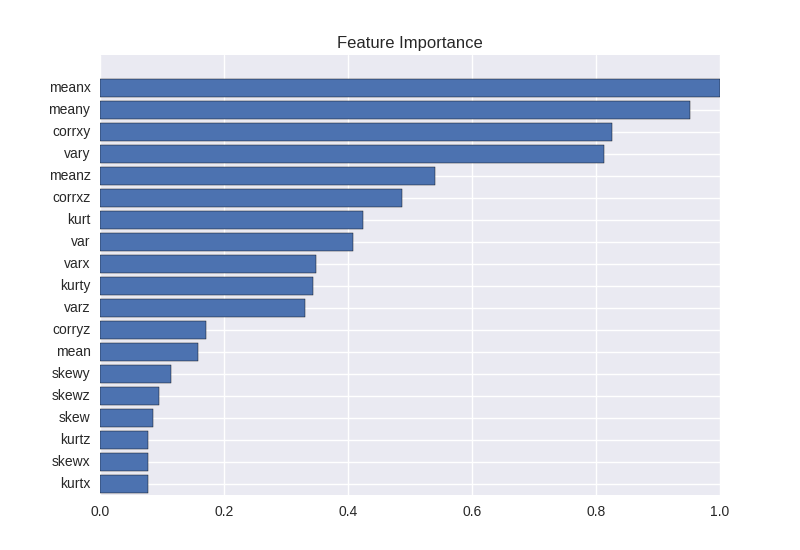 Feature Importance
meanx
meany
corrxy
vary
meanz
corrxz
kurt
var
varx
kurty
varz
corryz
mean
skewy
skewz
skew
kurtz
skewx
kurtx
0.0 0.2 0.4 0.6 0.8 1.0